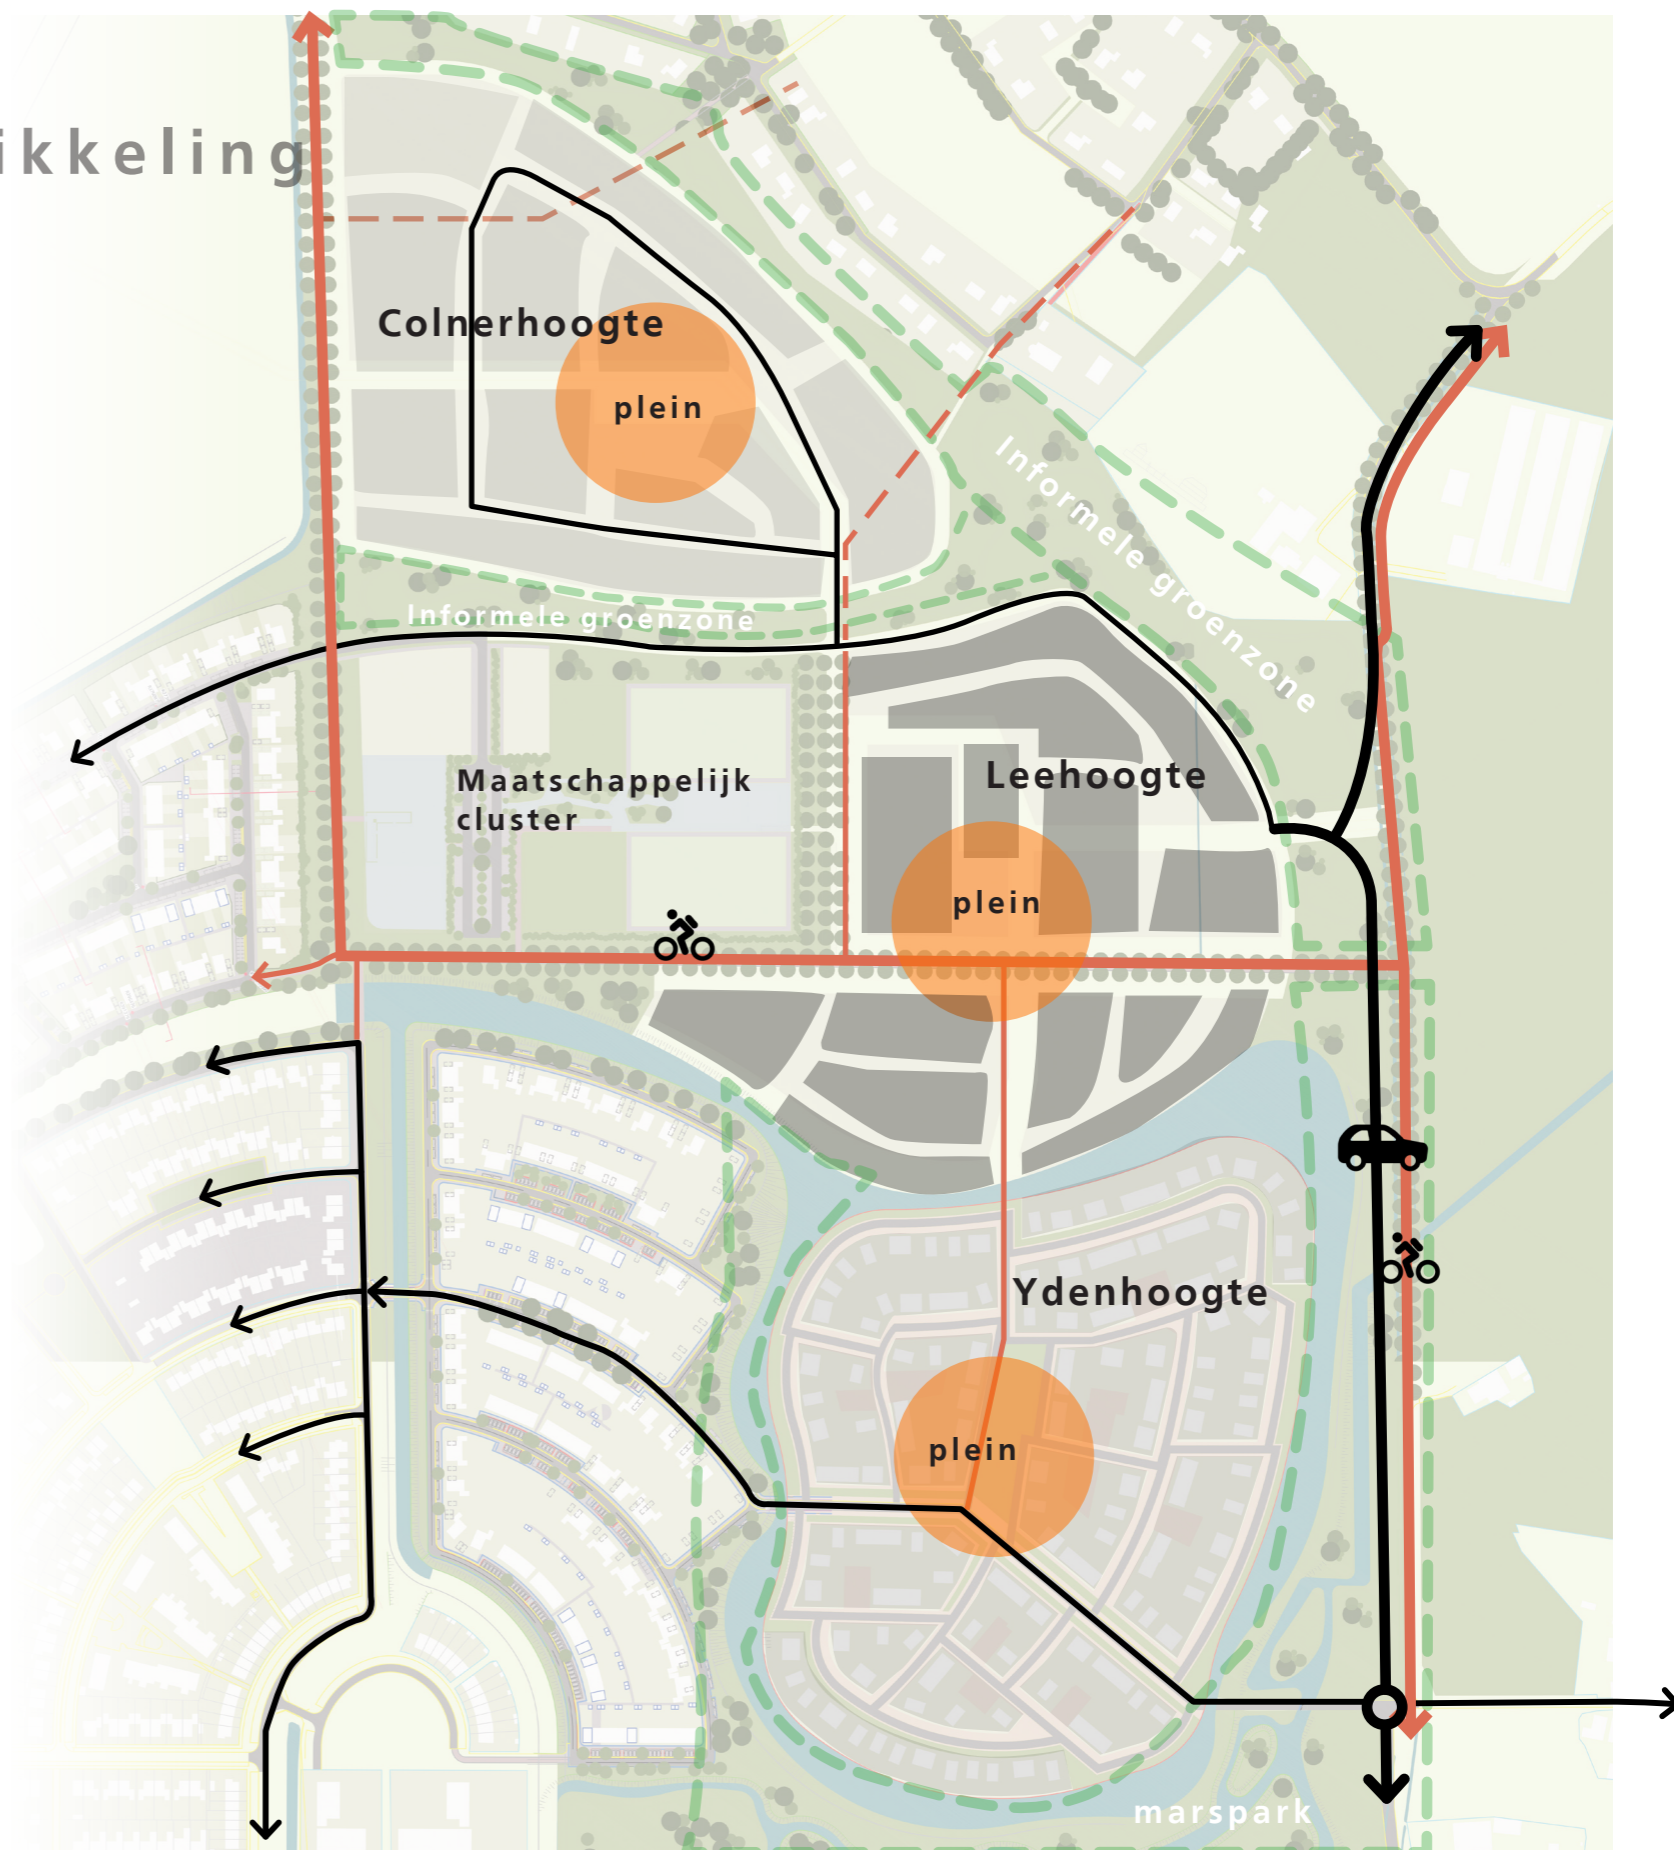 ikkeling
Colnerhoogte
plein
Informele groenzone
Informele groenzone
Maatschappelijk
cluster
Leehoogte
plein
Ydenhoogte
plein
marspark